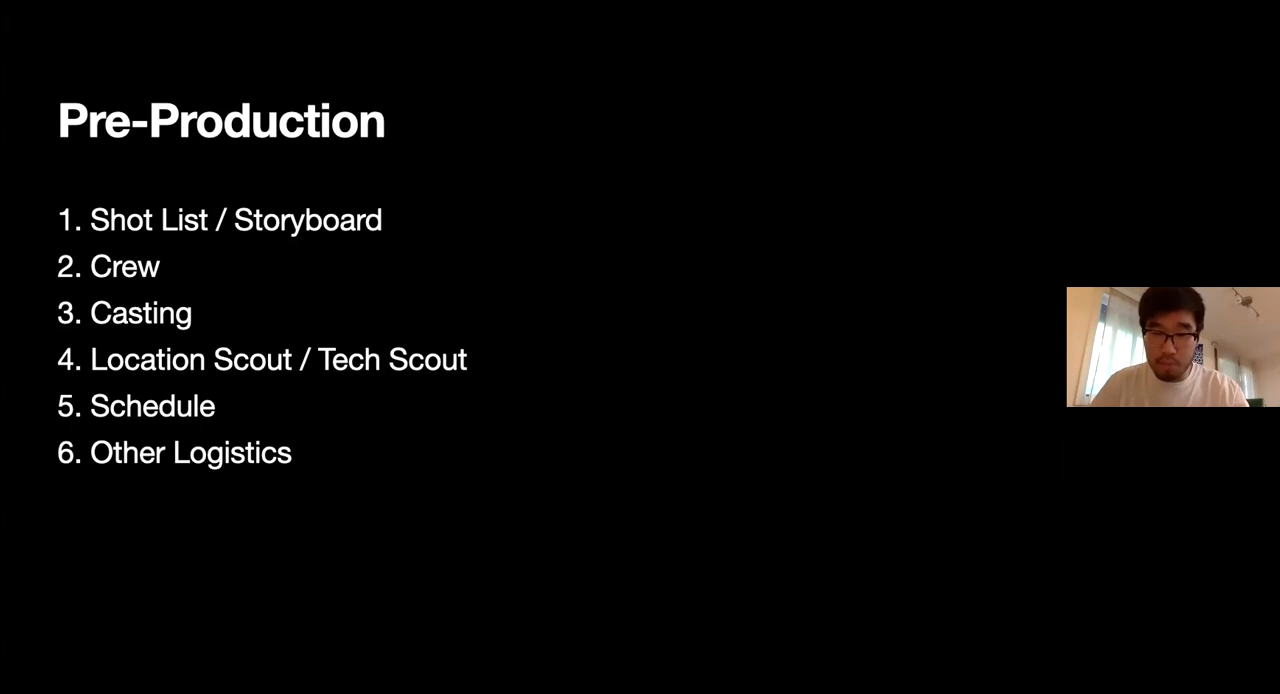 Pre-Production
1. Shot List / Storyboard
2. Crew
3. Casting
4. Location Scout / Tech Scout
5. Schedule
6. Other Logistics